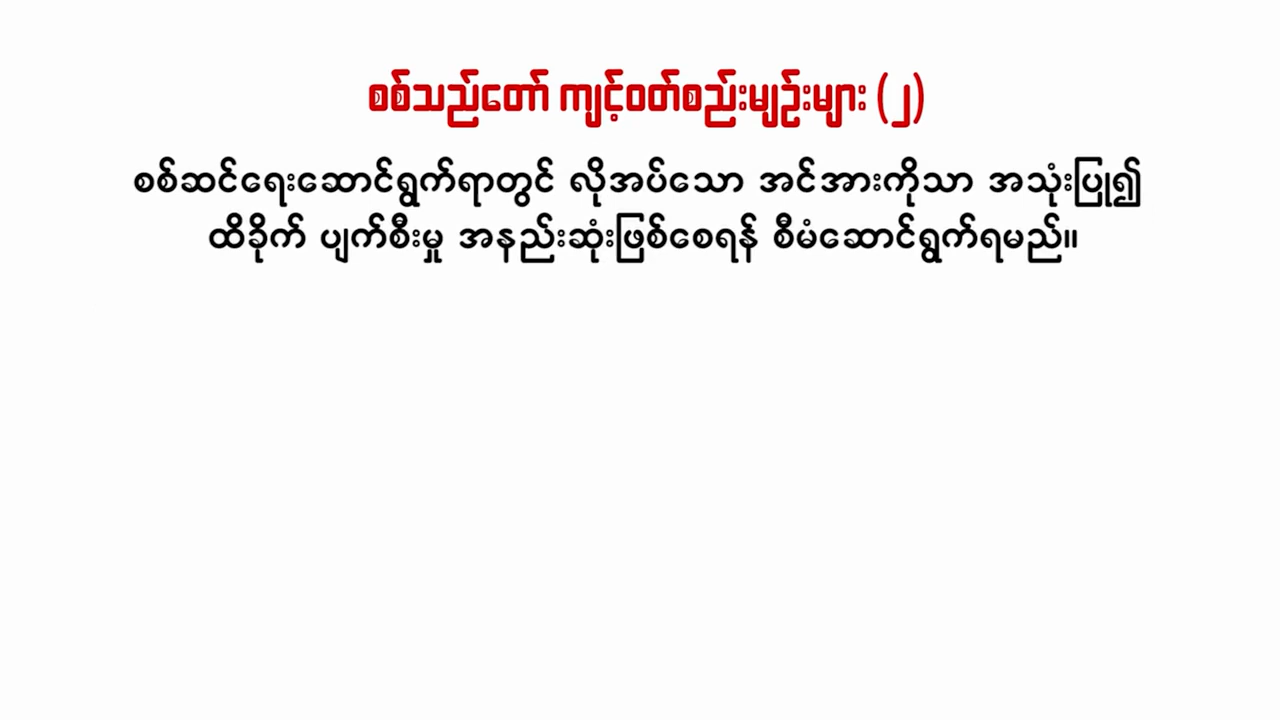 စစ်သည်တော် ကျင့်ဝတ်စည်းမျဉ်းများ (၂)
စစ်ဆင်ရေးဆောင်ရွက်ရာတွင် လိုအပ်သော အင်အားကိုသာ အသုံးပြု၍
ထိခိုက် ပျက်စီးမှု အနည်းဆုံးဖြစ်စေရန် စီမံဆောင်ရွက်ရမည်။